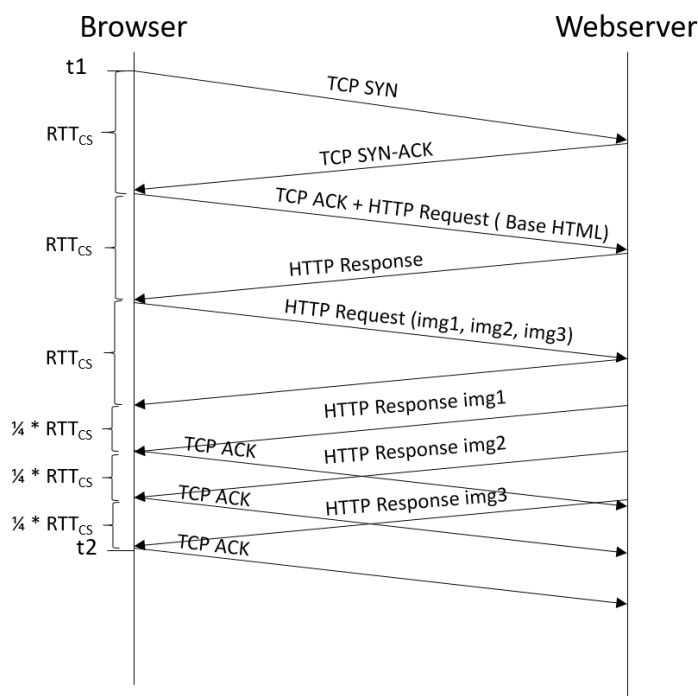 Browser
Webserver
t1
TCP SYN
RTTCS
TCP SYN-ACK
TCP ACK + HTTP Request ( Base HTML)
RTTCS
HTTP Response
HTTP Request (img1, img2, img3)
RTTCS
HTTP Response img1
¼ * RTTCS
TCP ACK
HTTP Response img2
¼ * RTTCS
TCP ACK
HTTP Response img3
¼ * RTTCS
t2
TCP ACK